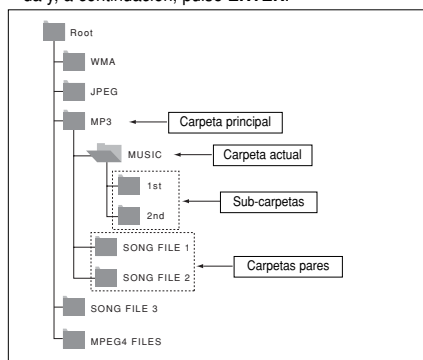 da y, a continuación, pulse ENTER.
Root
WMA
JPEG
MP3
Carpeta principal
MUSIC
Carpeta actual
1st
2nd
Sub-carpetas
SONG FILE 1
SONG FILE 2
Carpetas pares
SONG FILE 3
MPEG4 FILES